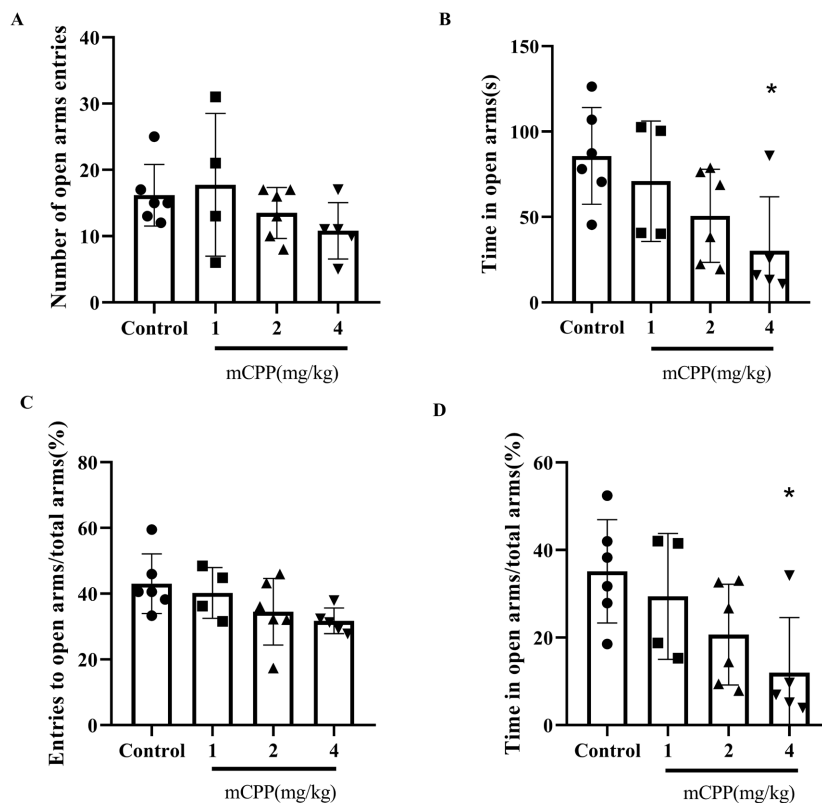 A
Number of open arms entries
40
30
20
10
0
Control 1 2 4
mCPP(mg/kg)
B
Time in open arms(s)
150
100
50
0
*
Control 1 2 4
mCPP(mg/kg)
C
Entries to open arms/total arms(%)
80
60
40
20
0
Control 1 2 4
mCPP(mg/kg)
D
Time in open arms/total arms(%)
60
40
20
0
*
Control 1 2 4
mCPP(mg/kg)